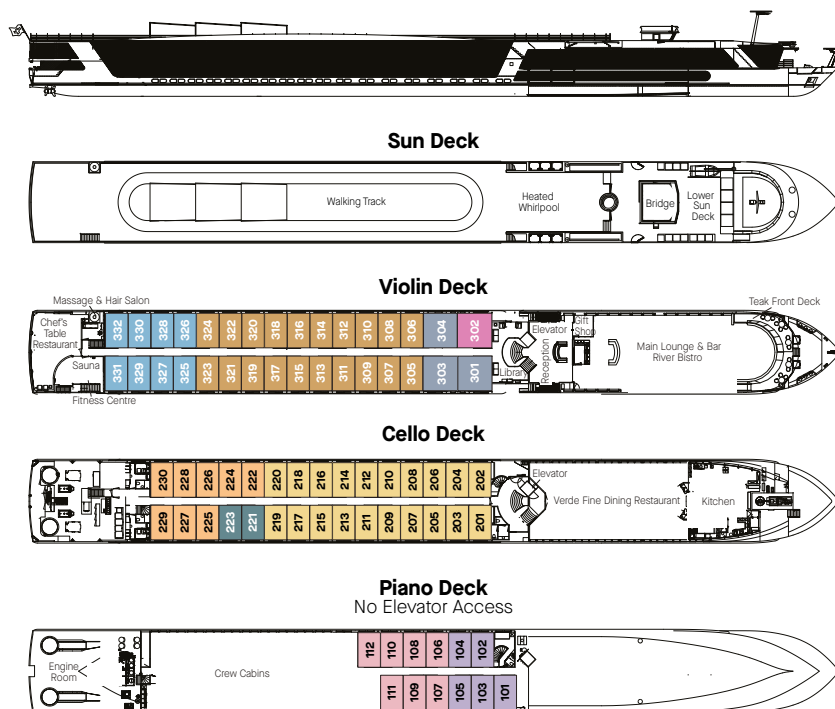 Sun Deck
Walking Track
Heated
Whirlpool
Bridge
Lower
Sun
Deck
Violin Deck
Massage & Hair Salon
Teak Front Deck
Chef's
Table
Restaurant
332 330 328 326 324 322 320 318 316 314 312 310 308 306 304 302
Elevator
Gift
Shop
Reception
Main Lounge & Bar
River Bistro
Sauna
331 329 327 325 323 321 319 317 315 313 311 309 307 305 303 301
Library
Fitness Centre
Cello Deck
230 228 226 224 222 220 218 216 214 212 210 208 206 204 202
Elevator
Verde Fine Dining Restaurant
Kitchen
229 227 225 223 221 219 217 215 213 211 209 207 205 203 201
Piano Deck
No Elevator Access
112 110 108 106 104 102
Engine
Room
Crew Cabins
111 109 107 105 103 101